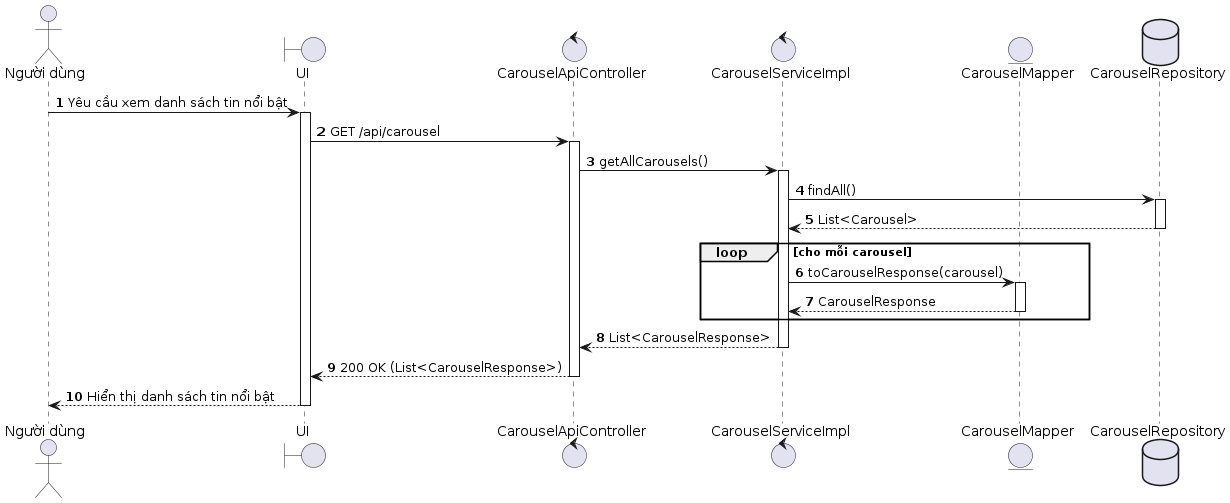 Người dùng
UI
CarouselApiController
CarouselServiceImpl
CarouselMapper
CarouselRepository
1 Yêu cầu xem danh sách tin nổi bật
2 GET /api/carousel
3 getAllCarousels()
4 findAll()
5 List<Carousel>
loop [cho mỗi carousel]
6 toCarouselResponse(carousel)
7 CarouselResponse
8 List<CarouselResponse>
9 200 OK (List<CarouselResponse>)
10 Hiển thị danh sách tin nổi bật
Người dùng
UI
CarouselApiController
CarouselServiceImpl
CarouselMapper
CarouselRepository